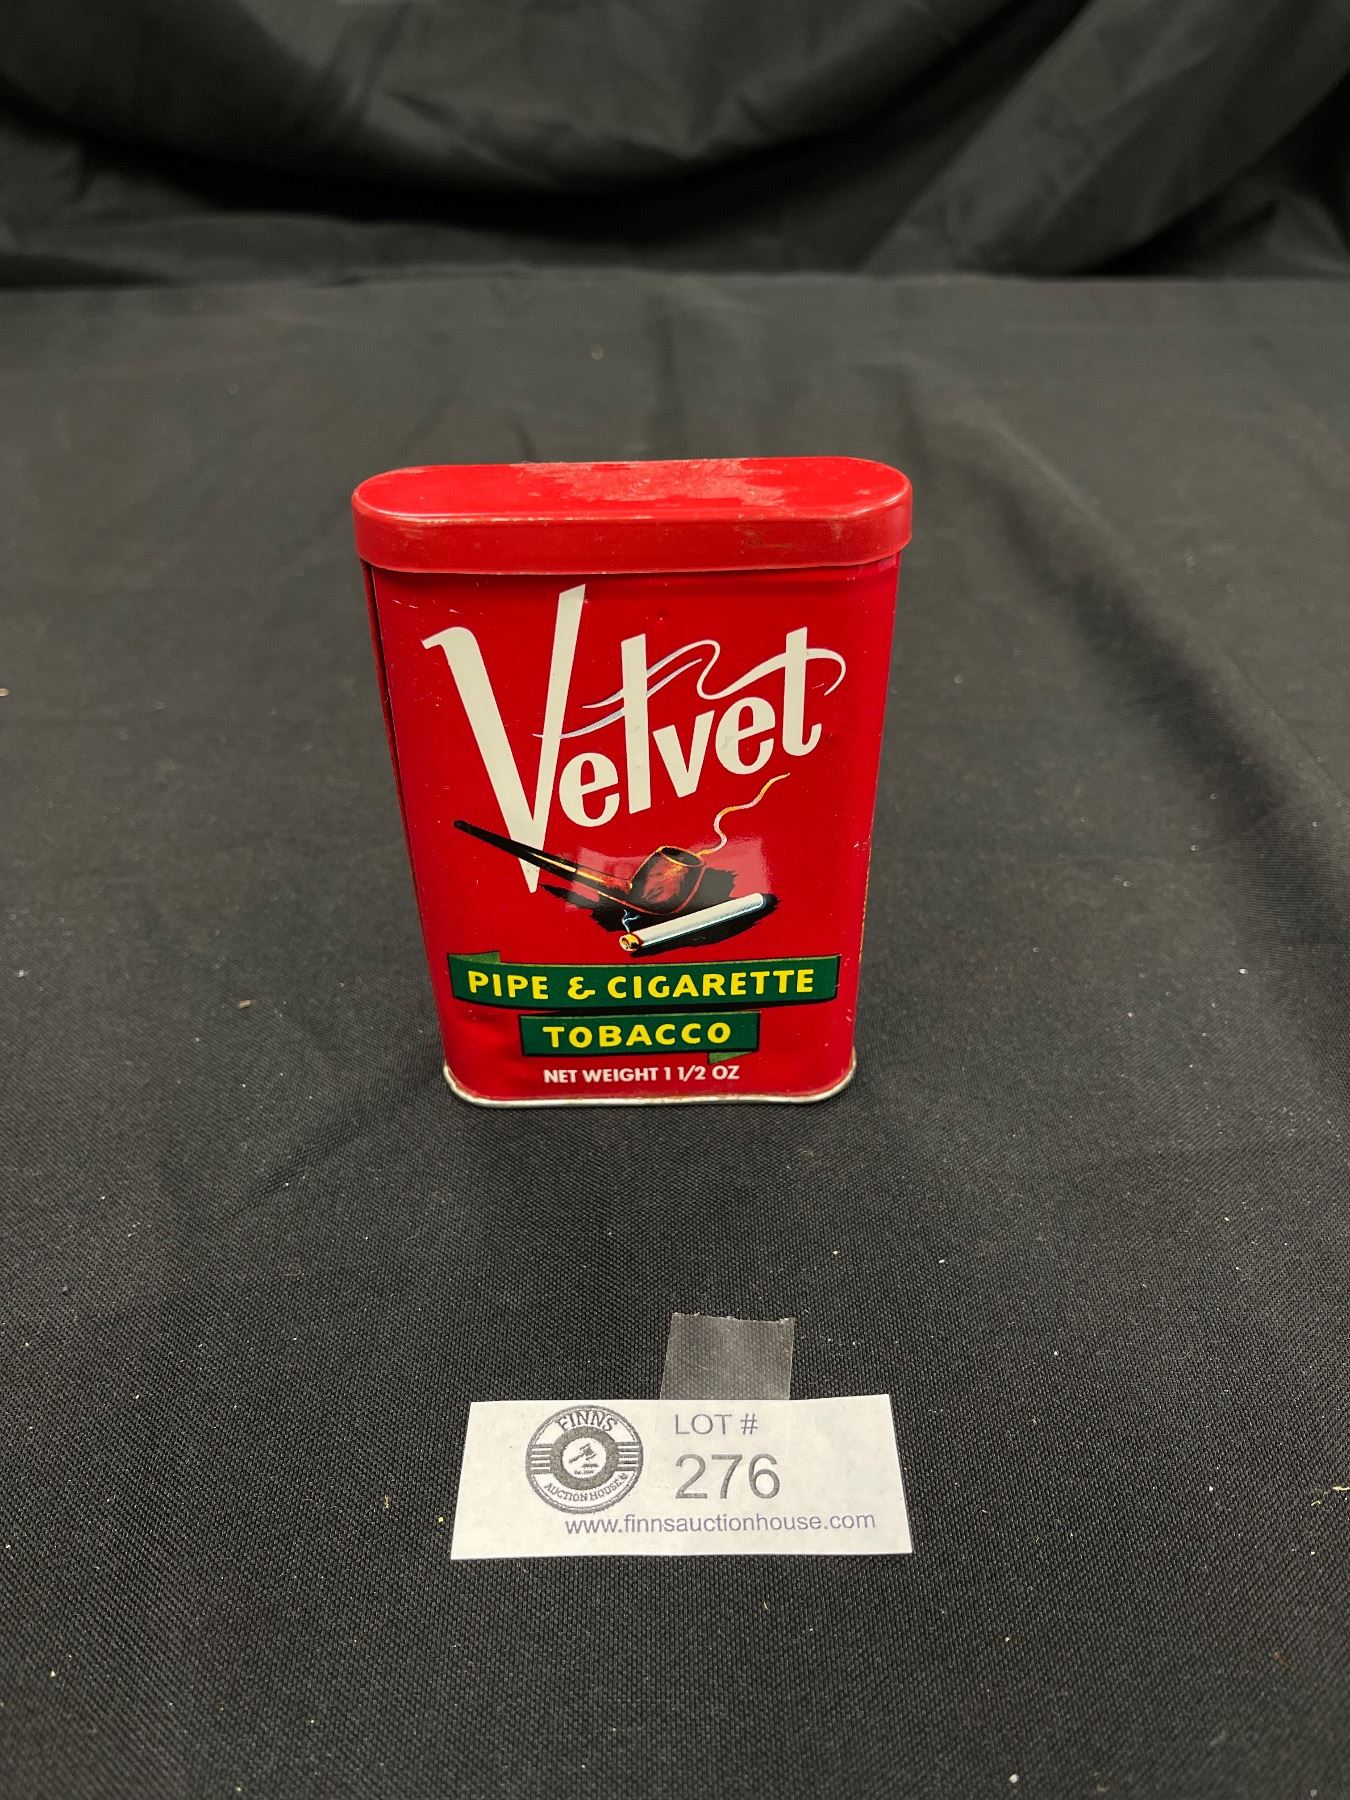 Velvet
PIPE & CIGARETTE
TOBACCO
NET WEIGHT 1 1/2 OZ
FINNS
AUCTION HOUSE
LOT #
276
www.finnsauctionhouse.com